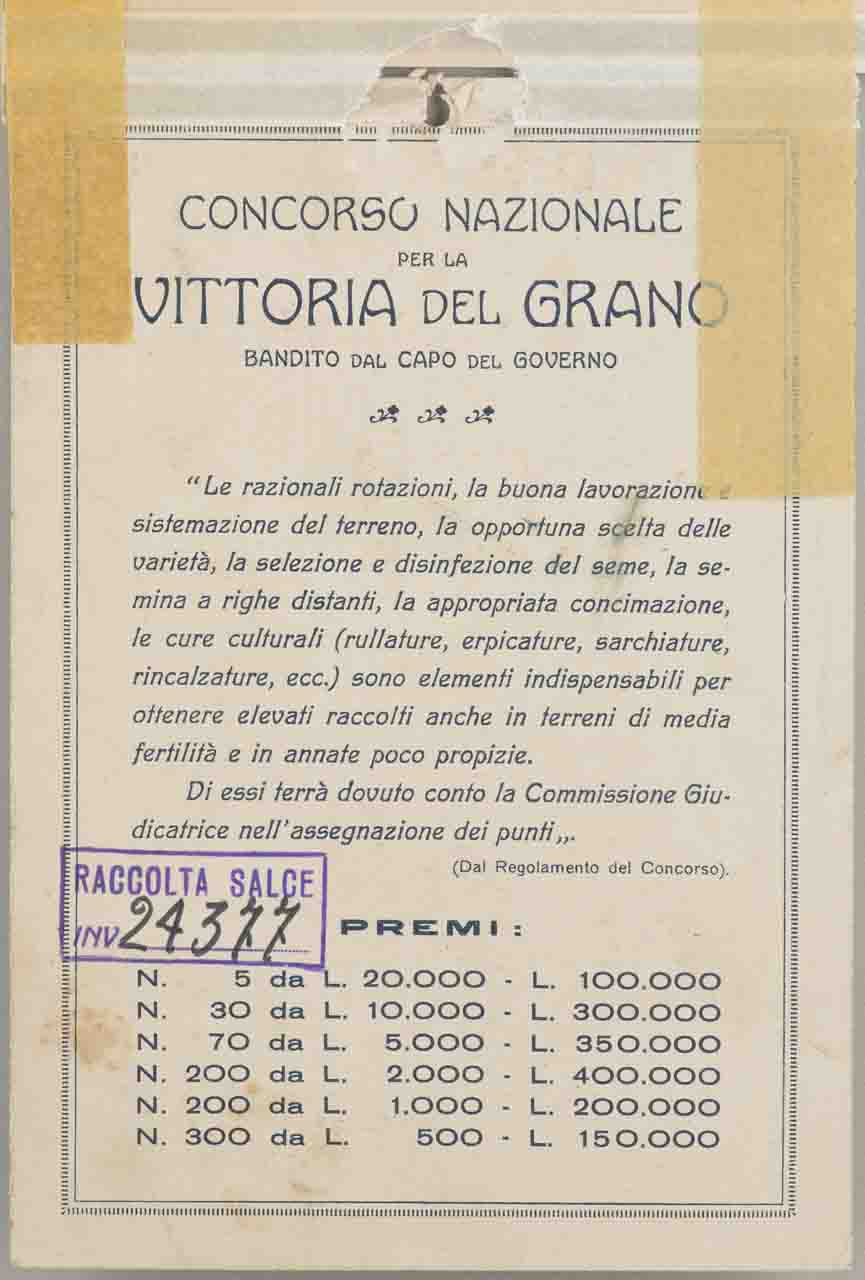 CONCORSO NAZIONALE
PER LA
VITTORIA DEL GRANO
BANDITO DAL CAPO DEL GOVERNO
“Le razionali rotazioni, la buona lavorazione e
sistemazione del terreno, la opportuna scelta delle
varietà, la selezione e disinfezione del seme, la se-
mina a righe distanti, la appropriata concimazione,
le cure culturali (rullature, erpicature, sarchiature,
rincalzature, ecc.) sono elementi indispensabili per
ottenere elevati raccolti anche in terreni di media
fertilità e in annate poco propizie.
Di essi terrà dovuto conto la Commissione Giu-
dicatrice nell'assegnazione dei punti„.
(Dal Regolamento del Concorso).
RACCOLTA SALCE
INV 24377
PREMI:
N. 5 da L. 20.000 - L. 100.000
N. 30 da L. 10.000 - L. 300.000
N. 70 da L. 5.000 - L. 350.000
N. 200 da L. 2.000 - L. 400.000
N. 200 da L. 1.000 - L. 200.000
N. 300 da L. 500 - L. 150.000